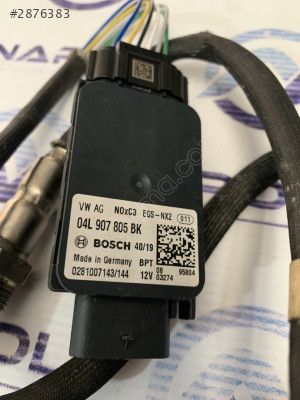 #2876383
VW AG NOxC3 EGS-NX2 011
04L 907 805 BK
BOSCH 40/19
Made in Germany BPT
0281007143/144 12V
08 95804
03274